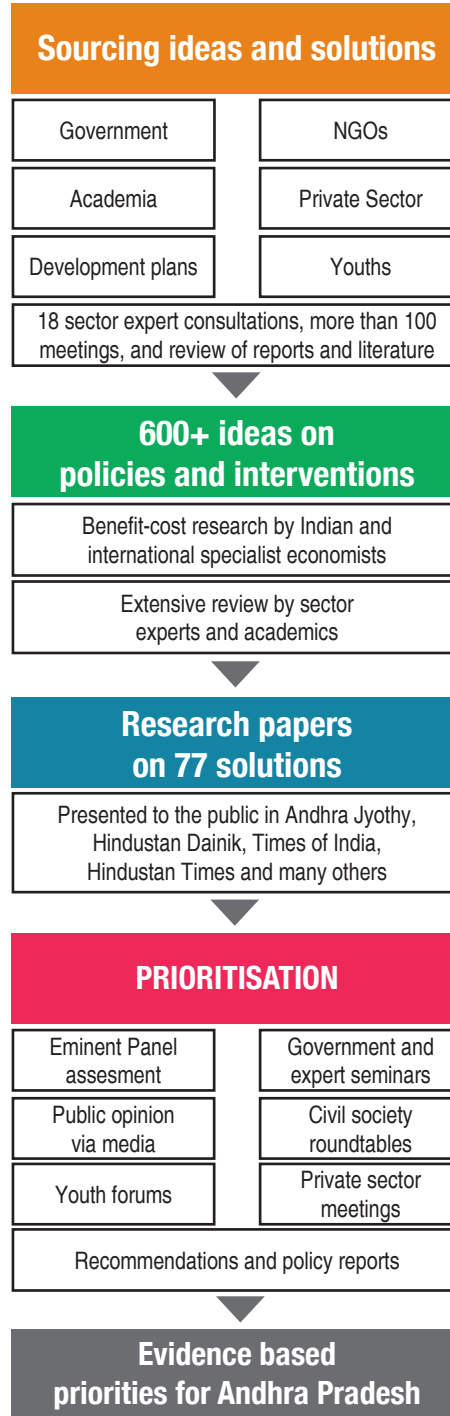 Sourcing ideas and solutions
Government
NGOs
Academia
Private Sector
Development plans
Youths
18 sector expert consultations, more than 100
meetings, and review of reports and literature
600+ ideas on
policies and interventions
Benefit-cost research by Indian and
international specialist economists
Extensive review by sector
experts and academics
Research papers
on 77 solutions
Presented to the public in Andhra Jyothy,
Hindustan Dainik, Times of India,
Hindustan Times and many others
PRIORITISATION
Eminent Panel
assesment
Government and
expert seminars
Public opinion
via media
Civil society
roundtables
Youth forums
Private sector
meetings
Recommendations and policy reports
Evidence based
priorities for Andhra Pradesh